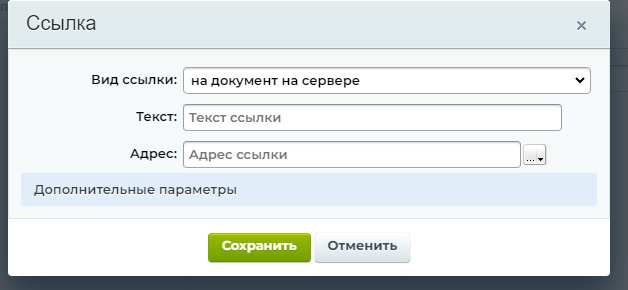 Ссылка
Вид ссылки: на документ на сервере
Текст: Текст ссылки
Адрес: Адрес ссылки ...
Дополнительные параметры
Сохранить Отменить